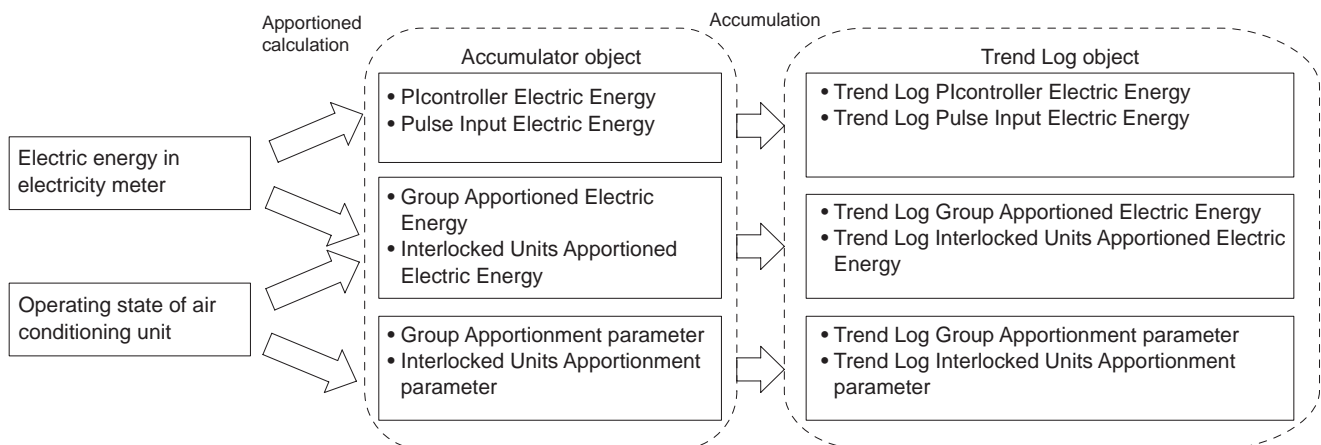 Apportioned
calculation
Accumulation
Accumulator object
Trend Log object
Electric energy in
electricity meter
Operating state of air
conditioning unit
• PIcontroller Electric Energy
• Pulse Input Electric Energy
• Group Apportioned Electric
Energy
• Interlocked Units Apportioned
Electric Energy
• Group Apportionment parameter
• Interlocked Units Apportionment
parameter
• Trend Log PIcontroller Electric Energy
• Trend Log Pulse Input Electric Energy
• Trend Log Group Apportioned Electric Energy
• Trend Log Interlocked Units Apportioned Electric
Energy
• Trend Log Group Apportionment parameter
• Trend Log Interlocked Units Apportionment
parameter